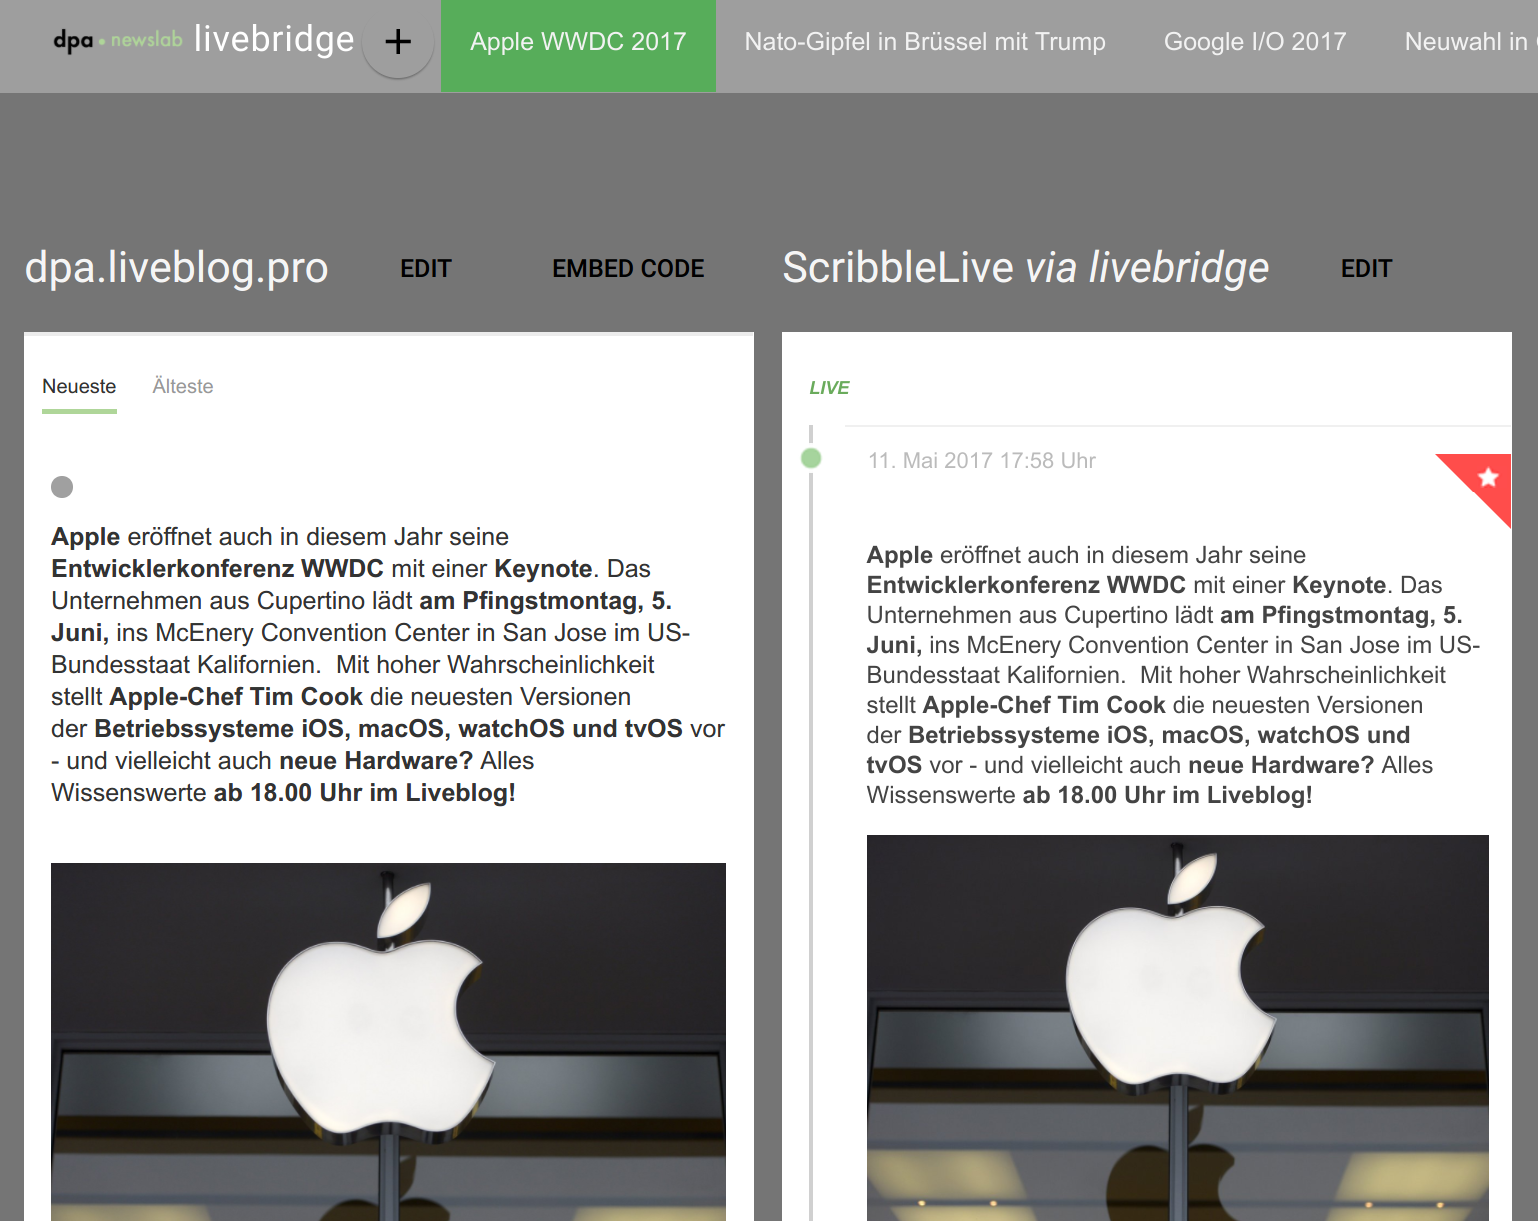 dpa • newslab livebridge + Apple WWDC 2017 Nato-Gipfel in Brüssel mit Trump Google I/O 2017 Neuwahl in
dpa.liveblog.pro EDIT EMBED CODE
Neueste Älteste
Apple eröffnet auch in diesem Jahr seine
Entwicklerkonferenz WWDC mit einer Keynote. Das
Unternehmen aus Cupertino lädt am Pfingstmontag, 5.
Juni, ins McEnery Convention Center in San Jose im US-
Bundesstaat Kalifornien.  Mit hoher Wahrscheinlichkeit
stellt Apple-Chef Tim Cook die neuesten Versionen
der Betriebssysteme iOS, macOS, watchOS und tvOS vor
- und vielleicht auch neue Hardware? Alles
Wissenswerte ab 18.00 Uhr im Liveblog!
ScribbleLive via livebridge EDIT
LIVE
11. Mai 2017 17:58 Uhr
Apple eröffnet auch in diesem Jahr seine
Entwicklerkonferenz WWDC mit einer Keynote. Das
Unternehmen aus Cupertino lädt am Pfingstmontag, 5.
Juni, ins McEnery Convention Center in San Jose im US-
Bundesstaat Kalifornien.  Mit hoher Wahrscheinlichkeit
stellt Apple-Chef Tim Cook die neuesten Versionen
der Betriebssysteme iOS, macOS, watchOS und
tvOS vor - und vielleicht auch neue Hardware? Alles
Wissenswerte ab 18.00 Uhr im Liveblog!